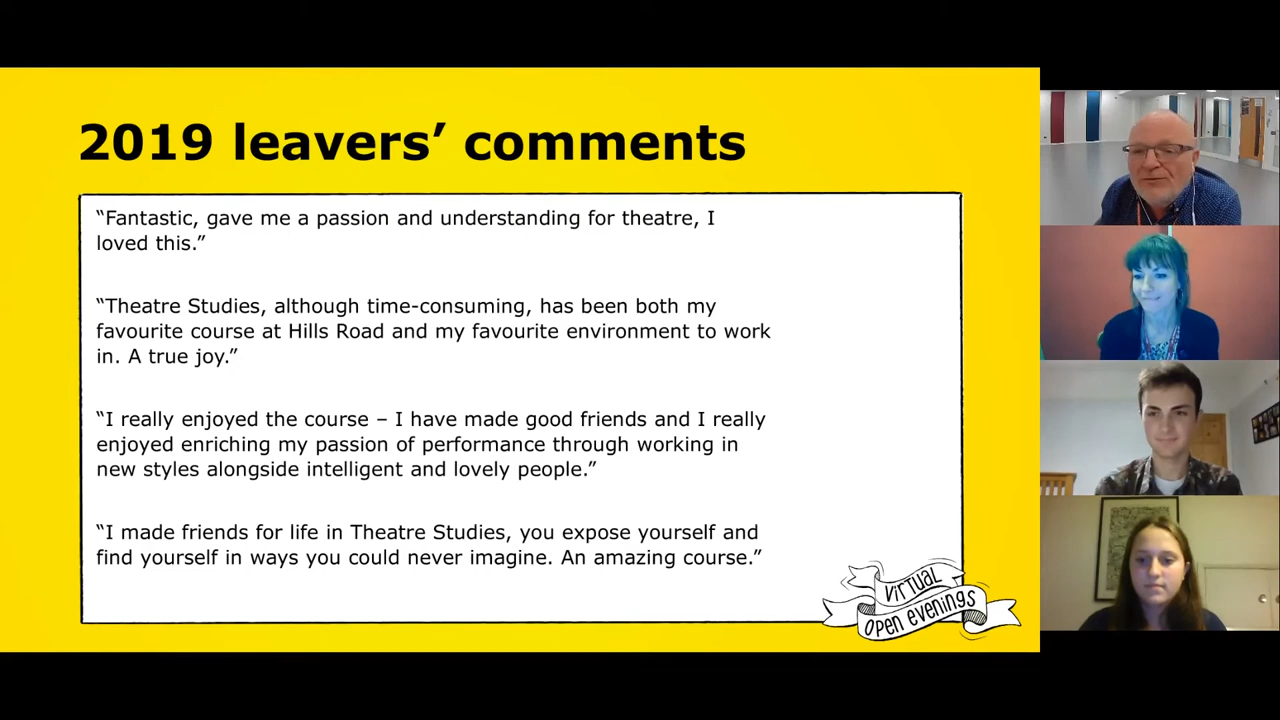 2019 leavers’ comments
“Fantastic, gave me a passion and understanding for theatre, I
loved this.”
“Theatre Studies, although time-consuming, has been both my
favourite course at Hills Road and my favourite environment to work
in. A true joy.”
“I really enjoyed the course – I have made good friends and I really
enjoyed enriching my passion of performance through working in
new styles alongside intelligent and lovely people.”
“I made friends for life in Theatre Studies, you expose yourself and
find yourself in ways you could never imagine. An amazing course.”
VIRTUAL
OPEN EVENINGS